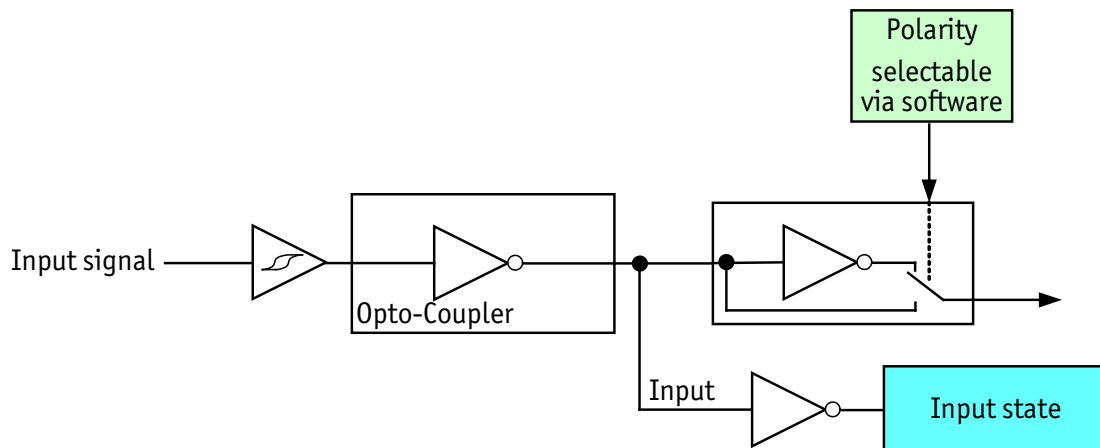 Polarity
selectable
via software
Input signal
Opto-Coupler
Input
Input state